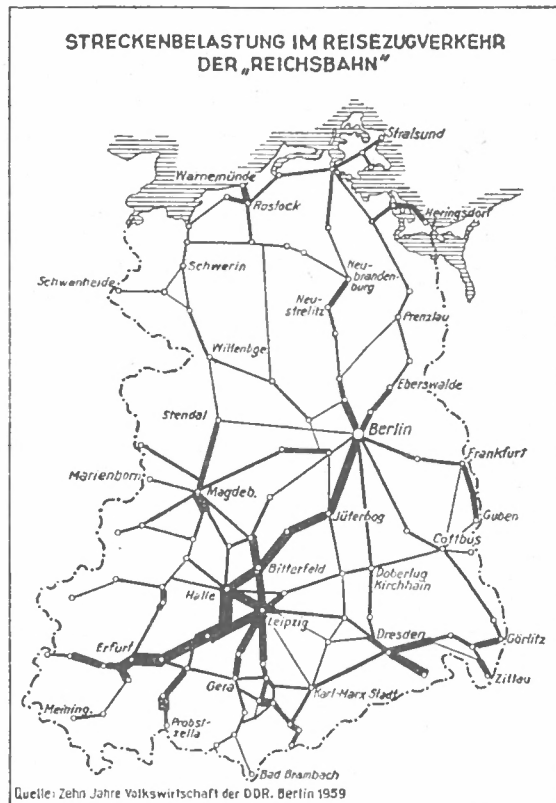 STRECKENBELASTUNG IM REISEZUGVERKEHR
DER „REICHSBAHN"
Stralsund
Warnemünde
Rostock
Heringsdorf
Schwerin
Neu-
branden-
burg
Schwanheide
Neu-
strelitz
Prenzlau
Wittenbge
Eberswalde
Stendal
Berlin
Frankfurt
Marienborn
Magdeb.
Jüterbog
Guben
Cottbus
Bitterfeld
Doberlug
Kirchhain
Halle
Leipzig
Dresden
Görlitz
Erfurt
Gera
Karl-Marx Stadt
Zittau
Meining.
Probst-
zella
Bad Brambach
Quelle: Zehn Jahre Volkswirtschaft der DDR. Berlin 1959